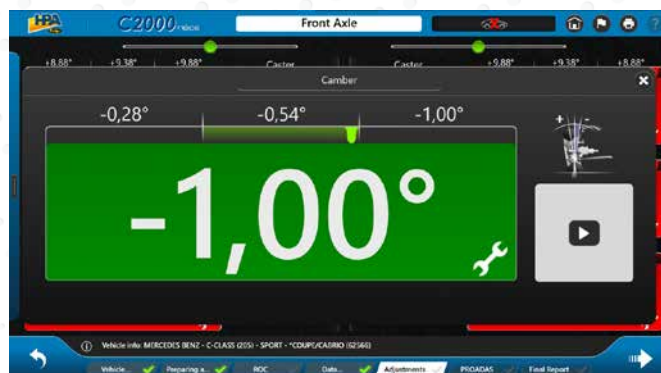 HPA C2000 Front Axle
+8.88° +9.38° +9.88° Caster Caster +9.88° +9.38° +8.88°
Camber
-0,28° -0,54° -1,00°
+ -
-1,00°
Vehicle info: MERCEDES BENZ - C-CLASS (205) - SPORT - *COUPE/CABRIO (62566)
Vehicle... Preparing a... ROC Data... Adjustments PROADAS Final Report